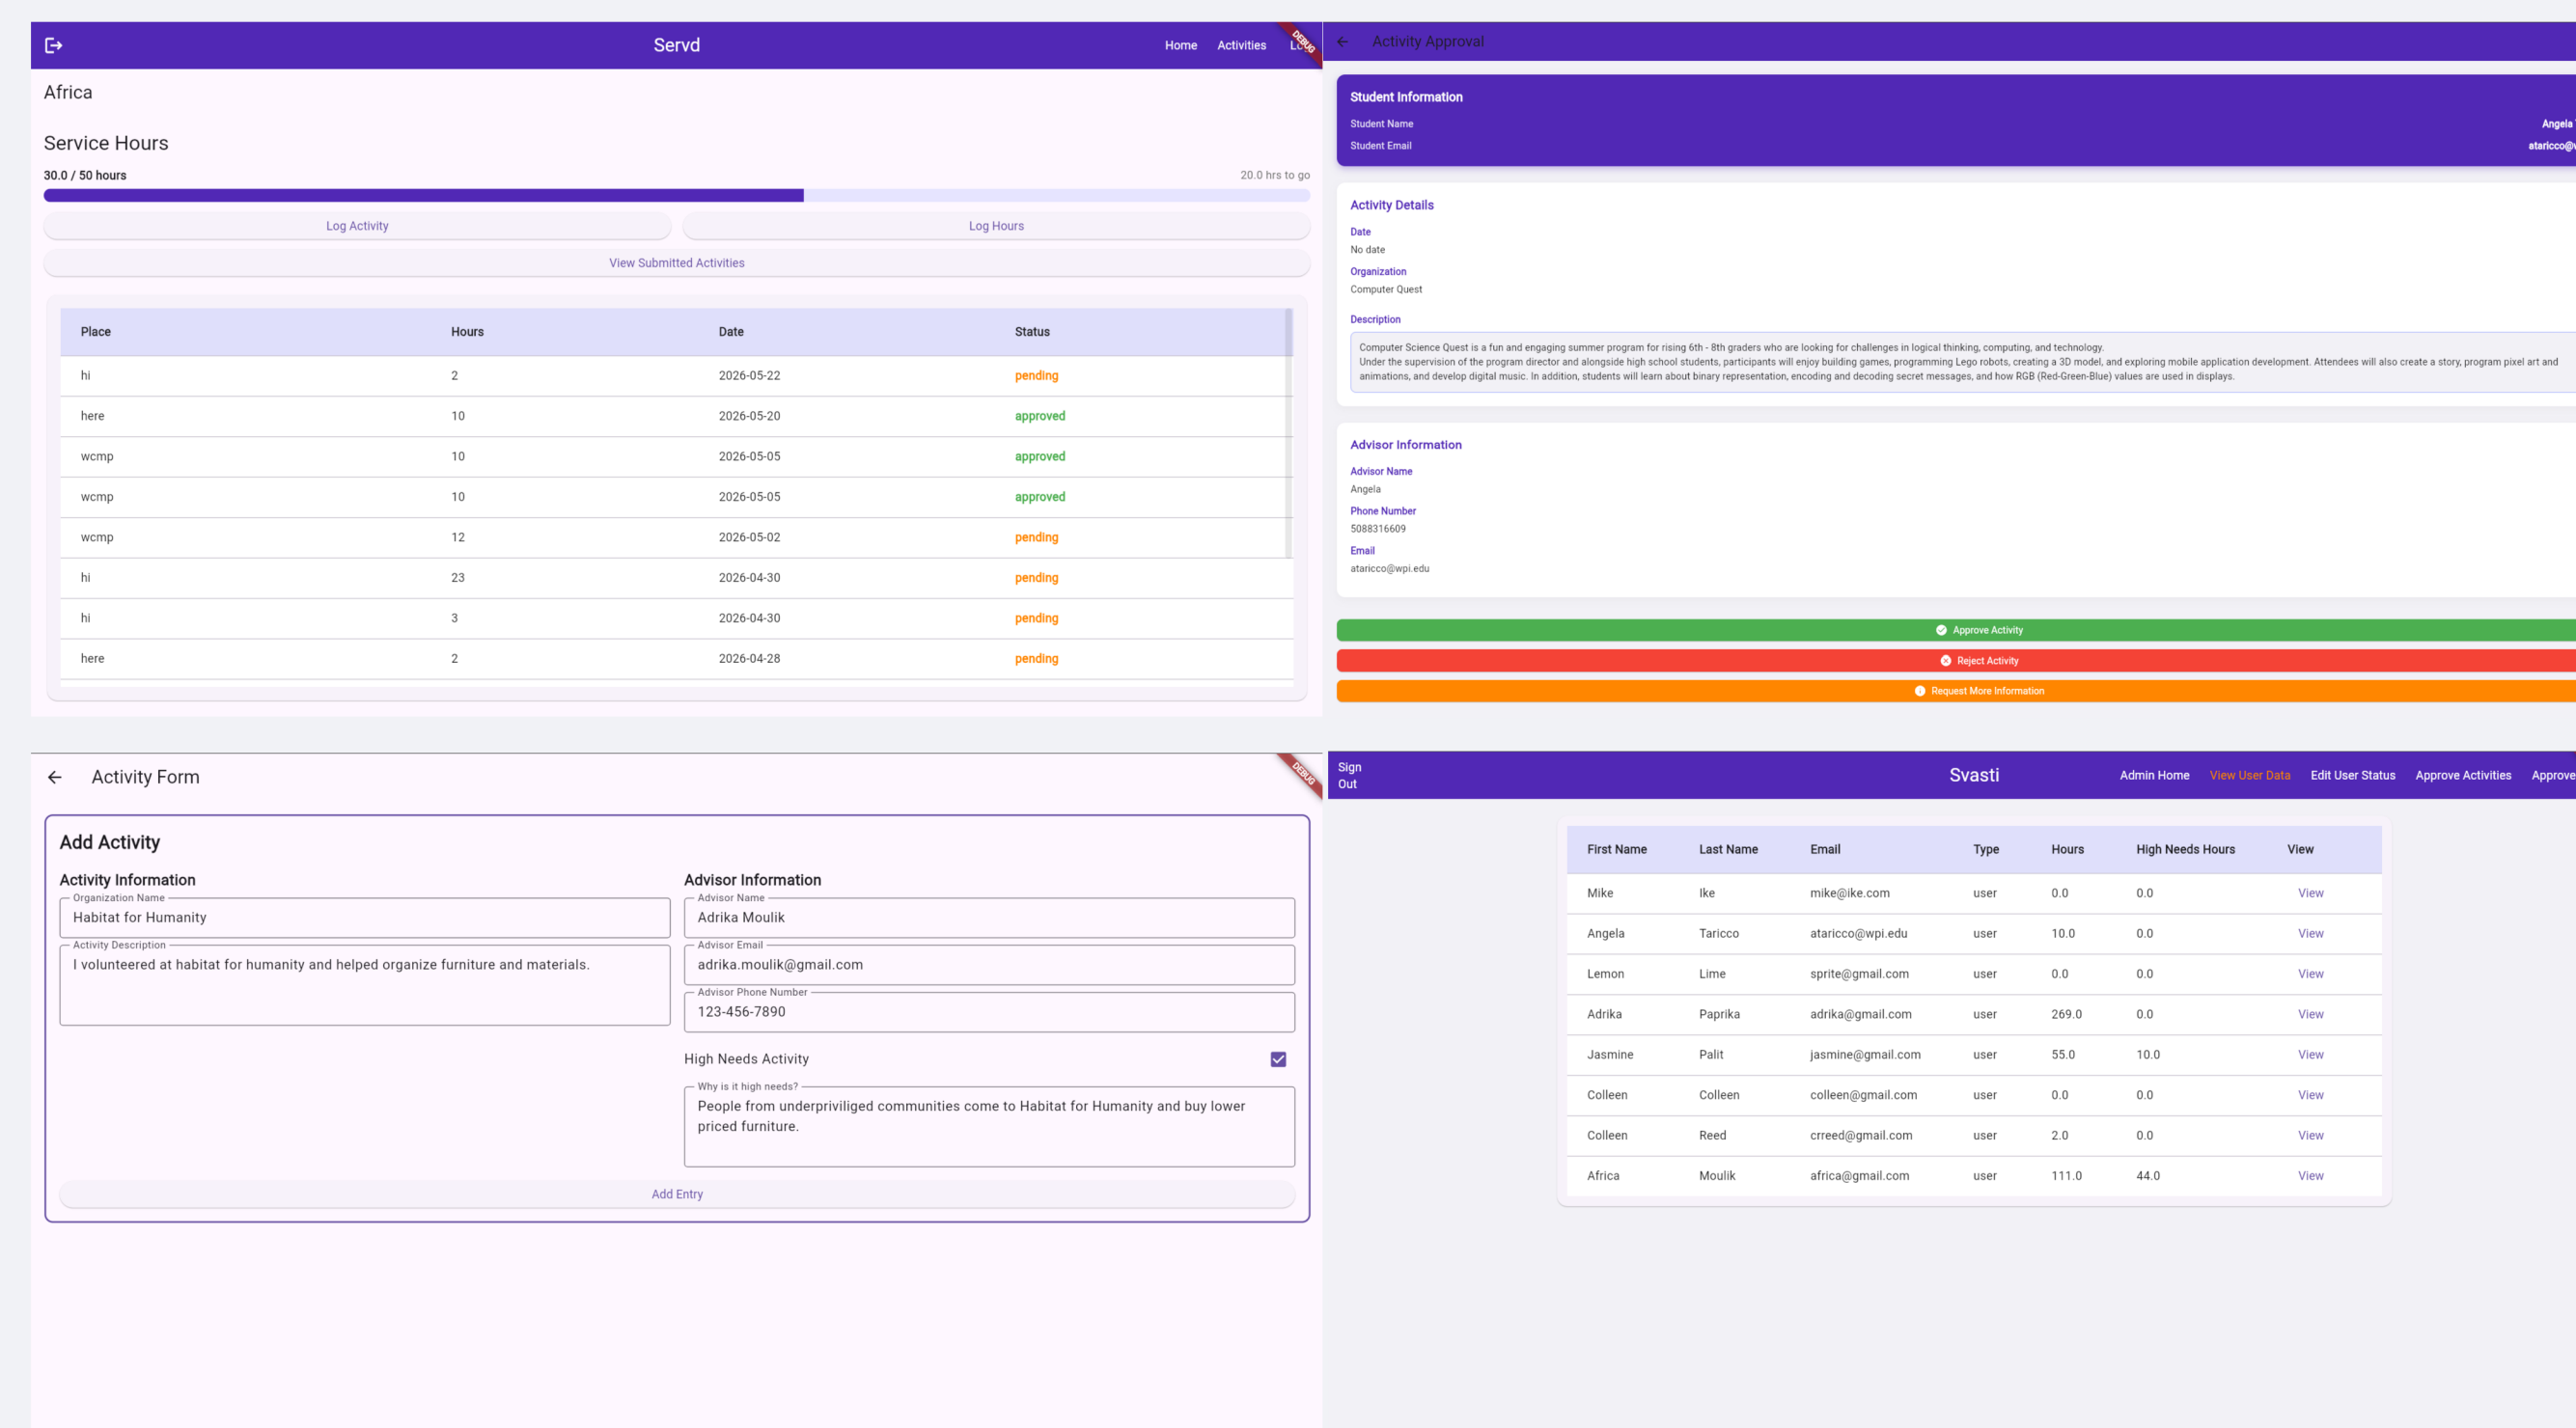 Servd
Home Activities
DEBUG
Africa
Service Hours
30.0 / 50 hours
20.0 hrs to go
Log Activity
Log Hours
View Submitted Activities
Place Hours Date Status
hi 2 2026-05-22 pending
here 10 2026-05-20 approved
wcmp 10 2026-05-05 approved
wcmp 10 2026-05-05 approved
wcmp 12 2026-05-02 pending
hi 23 2026-04-30 pending
hi 3 2026-04-30 pending
here 2 2026-04-28 pending
Activity Approval
Student Information
Student Name Angela
Student Email ataricco@
Activity Details
Date
No date
Organization
Computer Quest
Description
Computer Science Quest is a fun and engaging summer program for rising 6th - 8th graders who are looking for challenges in logical thinking, computing, and technology.
Under the supervision of the program director and alongside high school students, participants will enjoy building games, programming Lego robots, creating a 3D model, and exploring mobile application development. Attendees will also create a story, program pixel art and
animations, and develop digital music. In addition, students will learn about binary representation, encoding and decoding secret messages, and how RGB (Red-Green-Blue) values are used in displays.
Advisor Information
Advisor Name
Angela
Phone Number
5088316609
Email
ataricco@wpi.edu
Approve Activity
Reject Activity
Request More Information
Activity Form
DEBUG
Add Activity
Activity Information
Organization Name
Habitat for Humanity
Activity Description
I volunteered at habitat for humanity and helped organize furniture and materials.
Advisor Information
Advisor Name
Adrika Moulik
Advisor Email
adrika.moulik@gmail.com
Advisor Phone Number
123-456-7890
High Needs Activity
Why is it high needs?
People from underpriviliged communities come to Habitat for Humanity and buy lower
priced furniture.
Add Entry
Sign
Out
Svasti
Admin Home View User Data Edit User Status Approve Activities Approve
First Name Last Name Email Type Hours High Needs Hours View
Mike Ike mike@ike.com user 0.0 0.0 View
Angela Taricco ataricco@wpi.edu user 10.0 0.0 View
Lemon Lime sprite@gmail.com user 0.0 0.0 View
Adrika Paprika adrika@gmail.com user 269.0 0.0 View
Jasmine Palit jasmine@gmail.com user 55.0 10.0 View
Colleen Colleen colleen@gmail.com user 0.0 0.0 View
Colleen Reed crreed@gmail.com user 2.0 0.0 View
Africa Moulik africa@gmail.com user 111.0 44.0 View